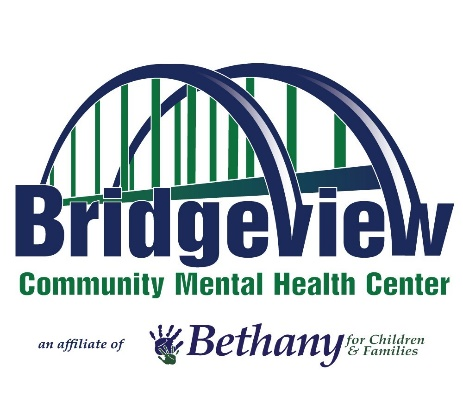 Bridgeview
Community Mental Health Center
an affiliate of Bethany for Children
& Families